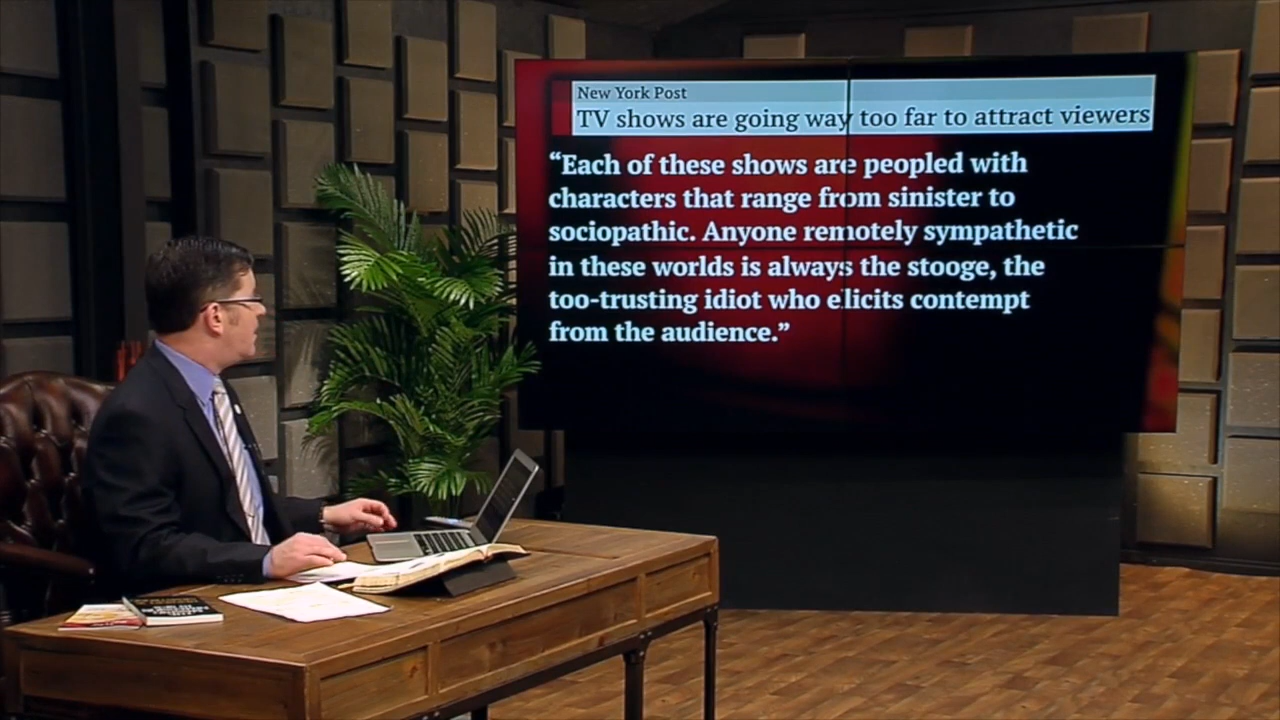 New York Post
TV shows are going way too far to attract viewers
“Each of these shows are peopled with
characters that range from sinister to
sociopathic. Anyone remotely sympathetic
in these worlds is always the stooge, the
too-trusting idiot who elicits contempt
from the audience.”